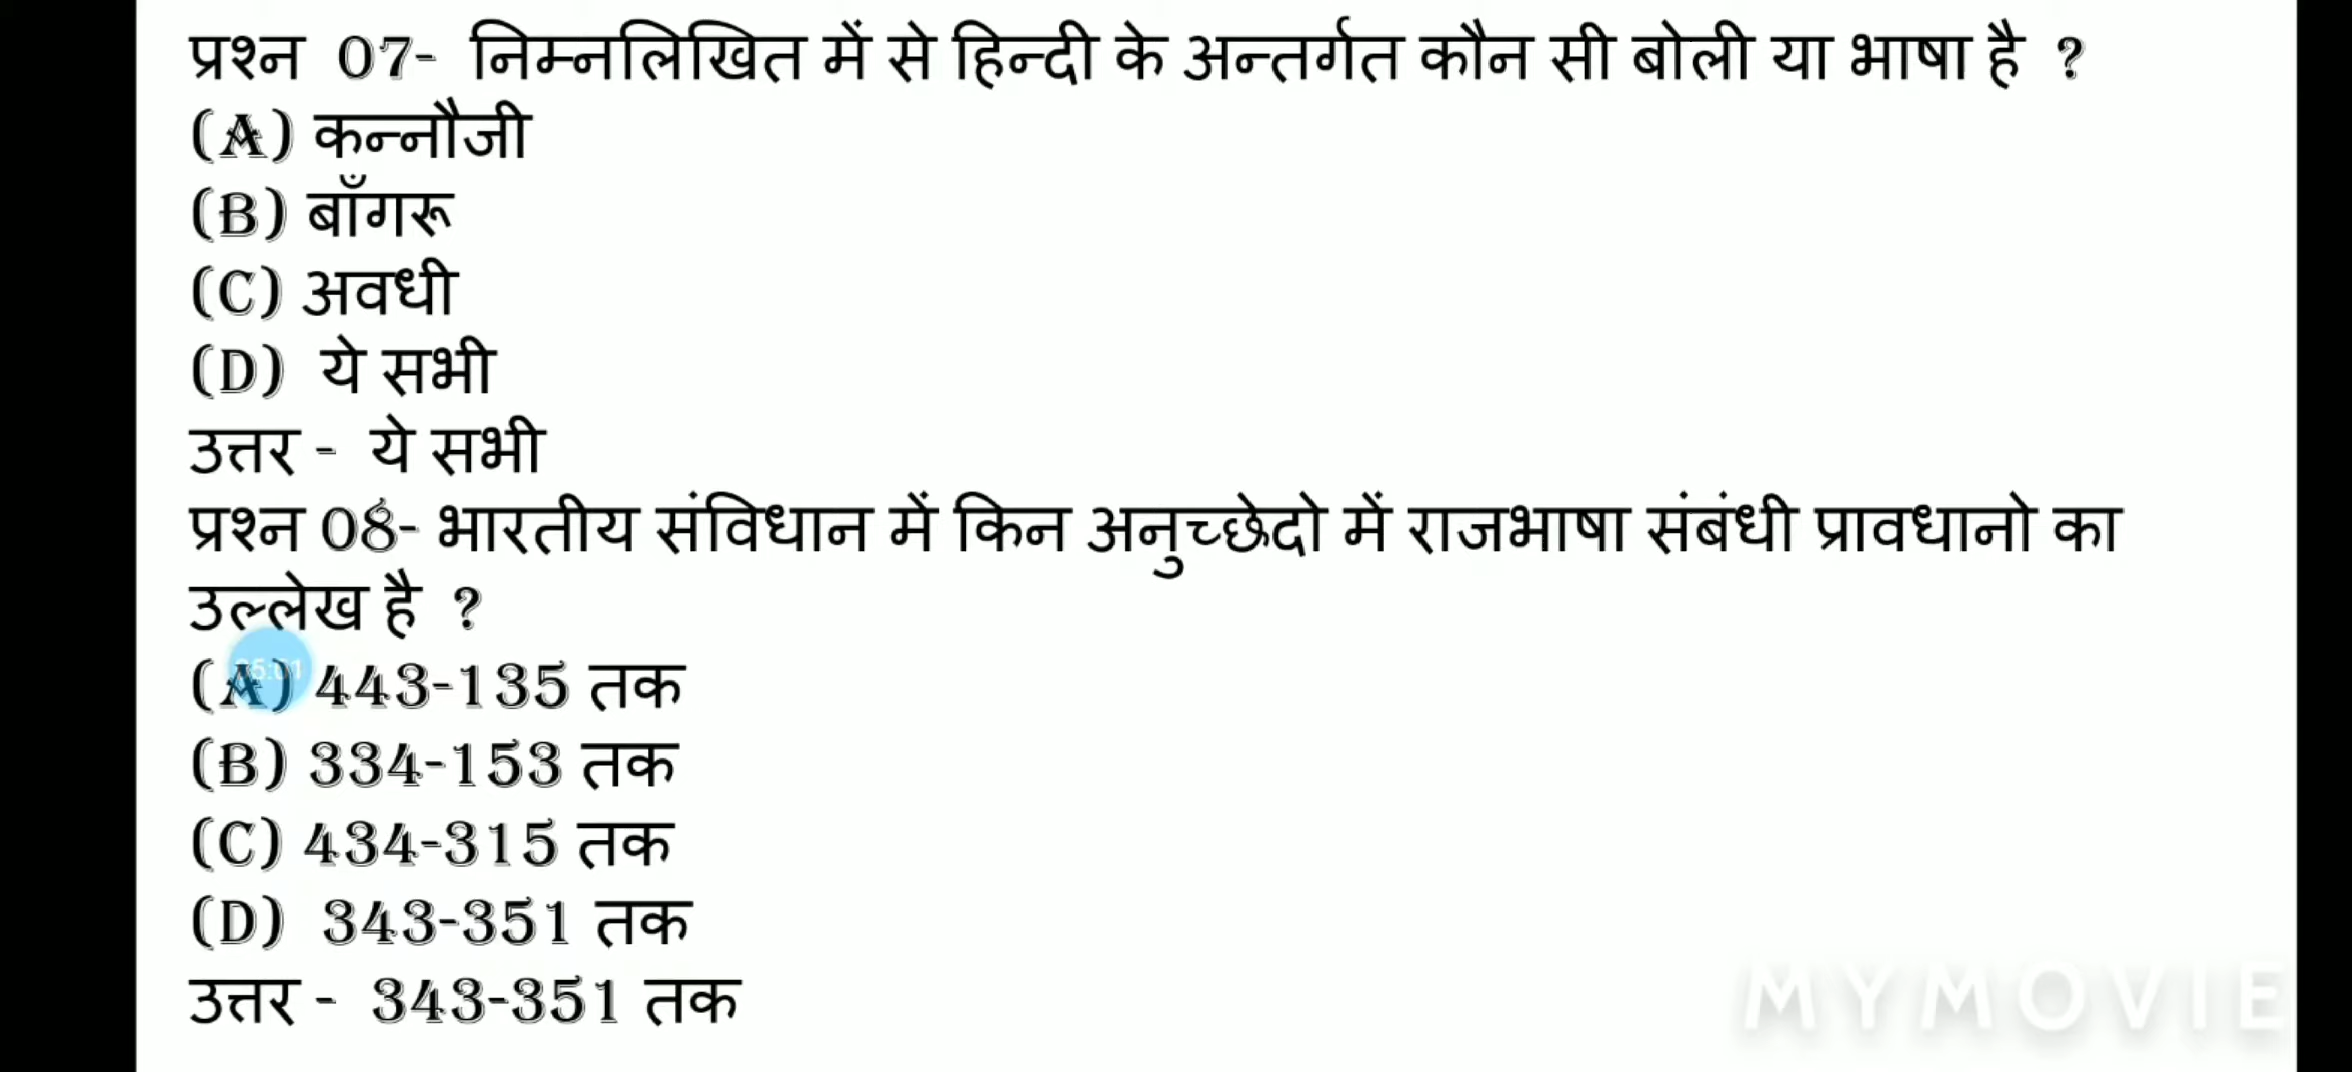 प्रश्न 07- निम्नलिखित में से हिन्दी के अन्तर्गत कौन सी बोली या भाषा है ?
(A) कन्नौजी
(B) बाँगरू
(C) अवधी
(D) ये सभी
उत्तर - ये सभी
प्रश्न 08- भारतीय संविधान में किन अनुच्छेदो में राजभाषा संबंधी प्रावधानो का
उल्लेख है ?
(A) 443-135 तक
(B) 334-153 तक
(C) 434-315 तक
(D) 343-351 तक
उत्तर - 343-351 तक
MYMOVIE